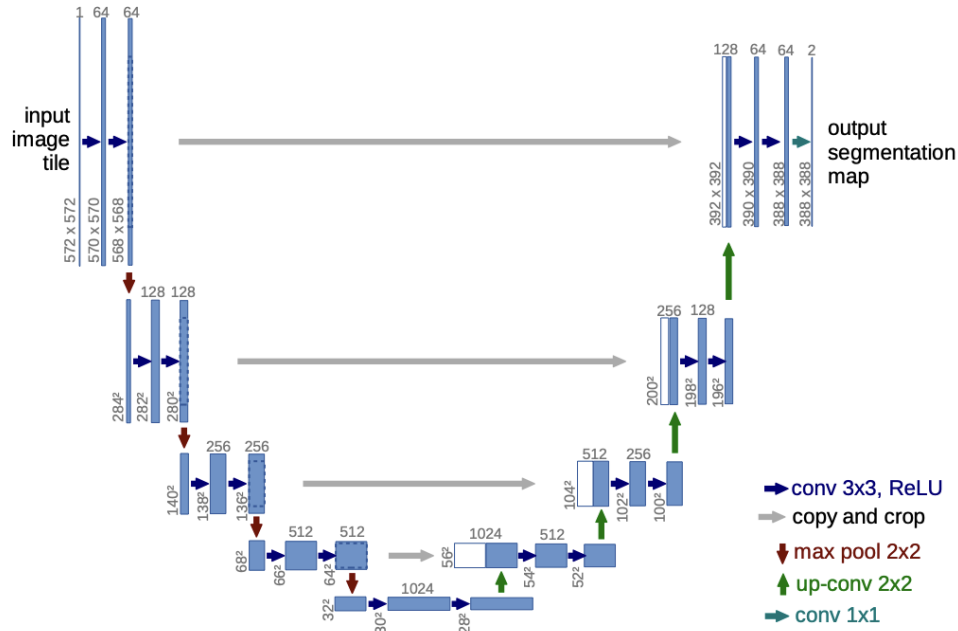 1
64
64
input
image
tile
572 x 572
570 x 570
568 x 568
128
64
64
2
output
segmentation
map
392 x 392
390 x 390
388 x 388
388 x 388
128
128
284²
282²
280²
256
128
200²
198²
196²
256
256
140²
138²
136²
512
256
104²
102²
100²
512
512
68²
66²
64²
1024
512
56²
54²
52²
1024
32²
30²
28²
conv 3x3, ReLU
copy and crop
max pool 2x2
up-conv 2x2
conv 1x1